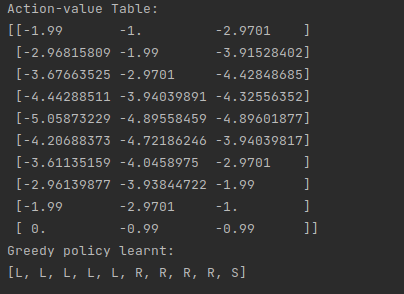 Action-value Table:
[[-1.99       -1.         -2.9701    ]
 [-2.96815809 -1.99       -3.91528402]
 [-3.67663525 -2.9701     -4.42848685]
 [-4.44288511 -3.94039891 -4.32556352]
 [-5.05873229 -4.89558459 -4.89601877]
 [-4.20688373 -4.72186246 -3.94039817]
 [-3.61135159 -4.0458975  -2.9701    ]
 [-2.96139877 -3.93844722 -1.99      ]
 [-1.99       -2.9701     -1.        ]
 [ 0.         -0.99       -0.99      ]]
Greedy policy learnt:
[L, L, L, L, L, R, R, R, R, S]